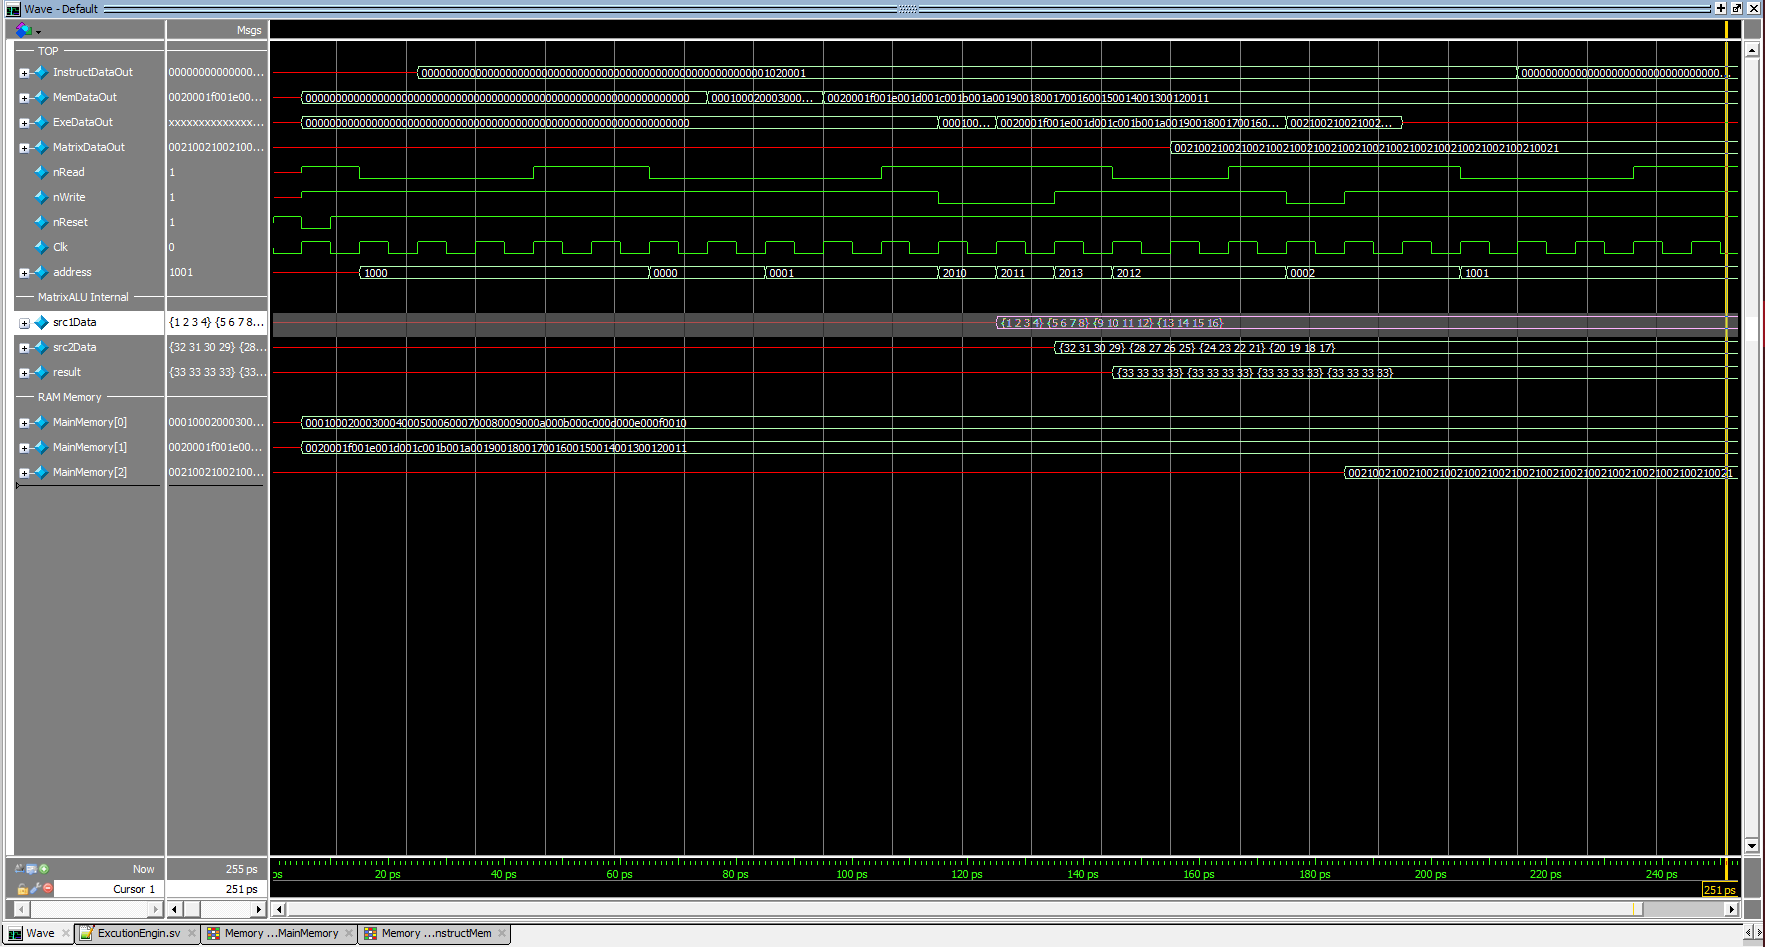 Wave - Default
Msgs
TOP
InstructDataOut 00000000000000... 0000000000000000000000000000000000000000000000000000000001020001 000000000000000000000000000000...
MemDataOut 0020001f001e00... 0000000000000000000000000000000000000000000000000000000000000000 000100020003000... 0020001f001e001d001c001b001a001900180017001600150014001300120011
ExeDataOut xxxxxxxxxxxxxx... 0000000000000000000000000000000000000000000000000000000000000000 000100... 0020001f001e001d001c001b001a00190018001700160... 002100210021002...
MatrixDataOut 00210021002100... 0021002100210021002100210021002100210021002100210021002100210021
nRead 1
nWrite 1
nReset 1
Clk 0
address 1001 1000 0000 0001 2010 2011 2013 2012 0002 1001
MatrixALU Internal
src1Data {1 2 3 4} {5 6 7 8... {1 2 3 4} {5 6 7 8} {9 10 11 12} {13 14 15 16}
src2Data {32 31 30 29} {28... {32 31 30 29} {28 27 26 25} {24 23 22 21} {20 19 18 17}
result {33 33 33 33} {33... {33 33 33 33} {33 33 33 33} {33 33 33 33} {33 33 33 33}
RAM Memory
MainMemory[0] 00010002000300... 000100020003000400050006000700080009000a000b000c000d000e000f0010
MainMemory[1] 0020001f001e00... 0020001f001e001d001c001b001a001900180017001600150014001300120011
MainMemory[2] 00210021002100... 0021002100210021002100210021002100210021002100210021002100210021
Now 255 ps
ps 20 ps 40 ps 60 ps 80 ps 100 ps 120 ps 140 ps 160 ps 180 ps 200 ps 220 ps 240 ps
Cursor 1 251 ps 251 ps
Wave ExcutionEngin.sv Memory ...MainMemory Memory ...nstructMem